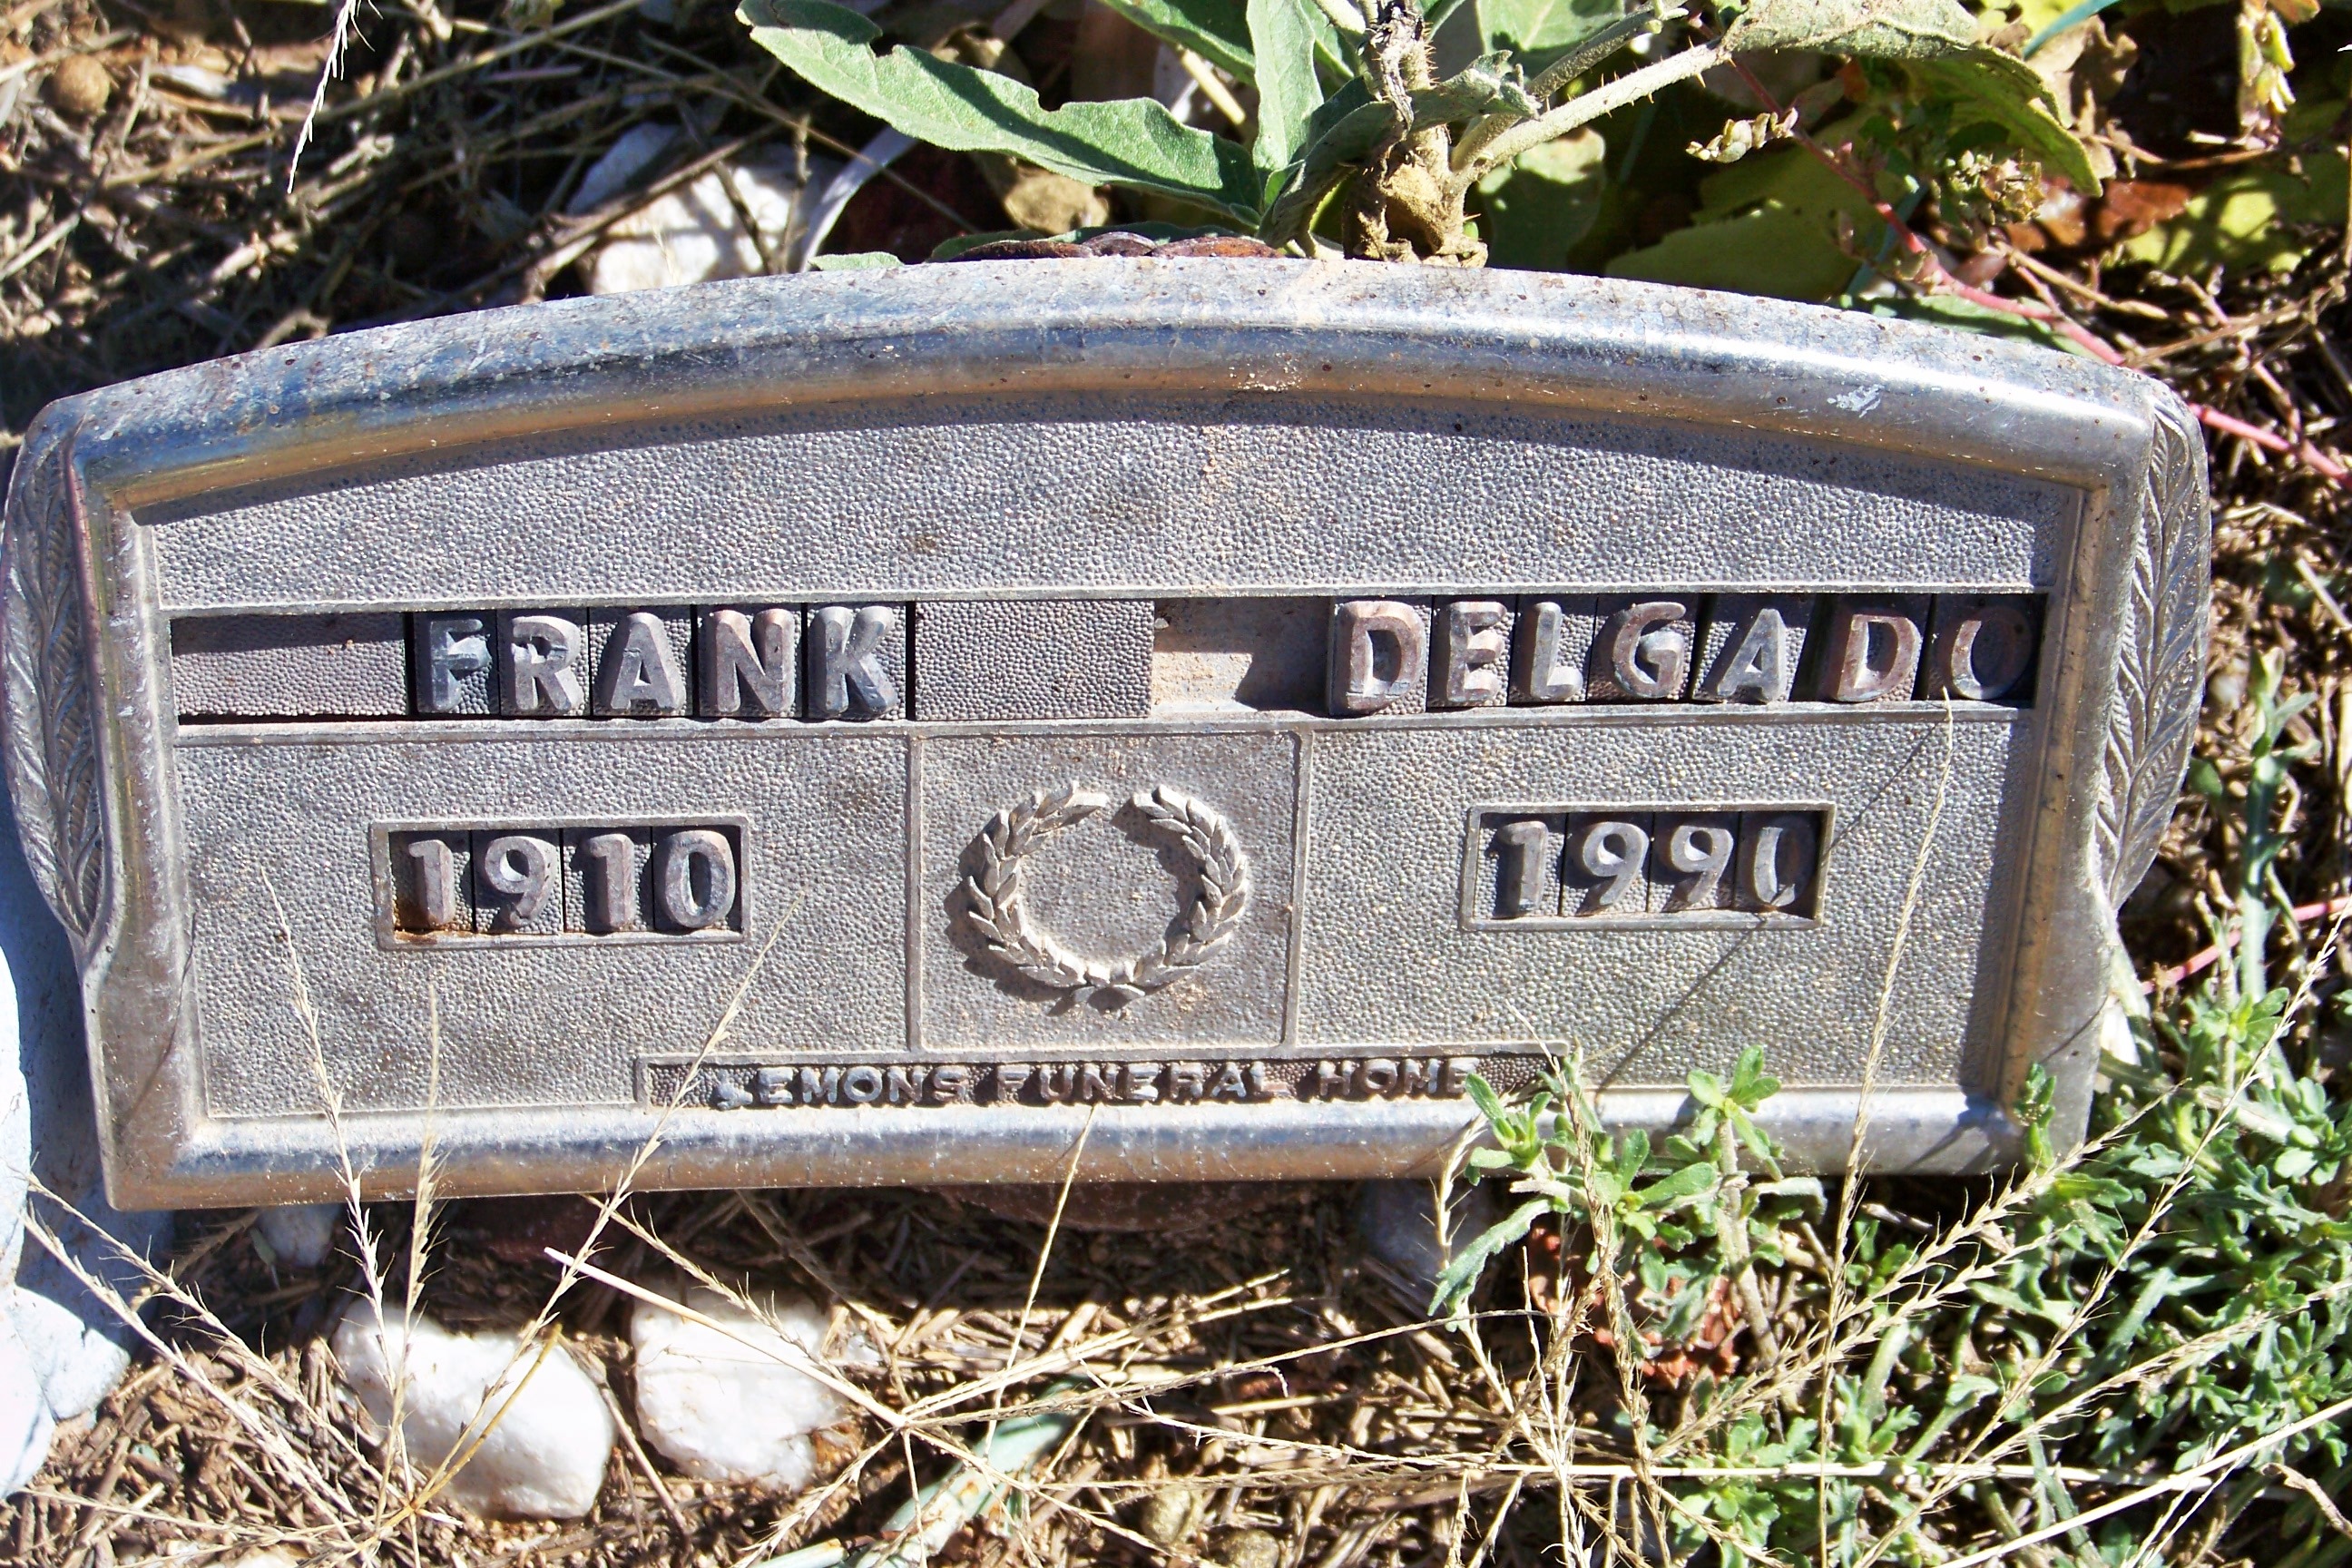 FRANK DELGADO
1910 1990
LEMONS FUNERAL HOME